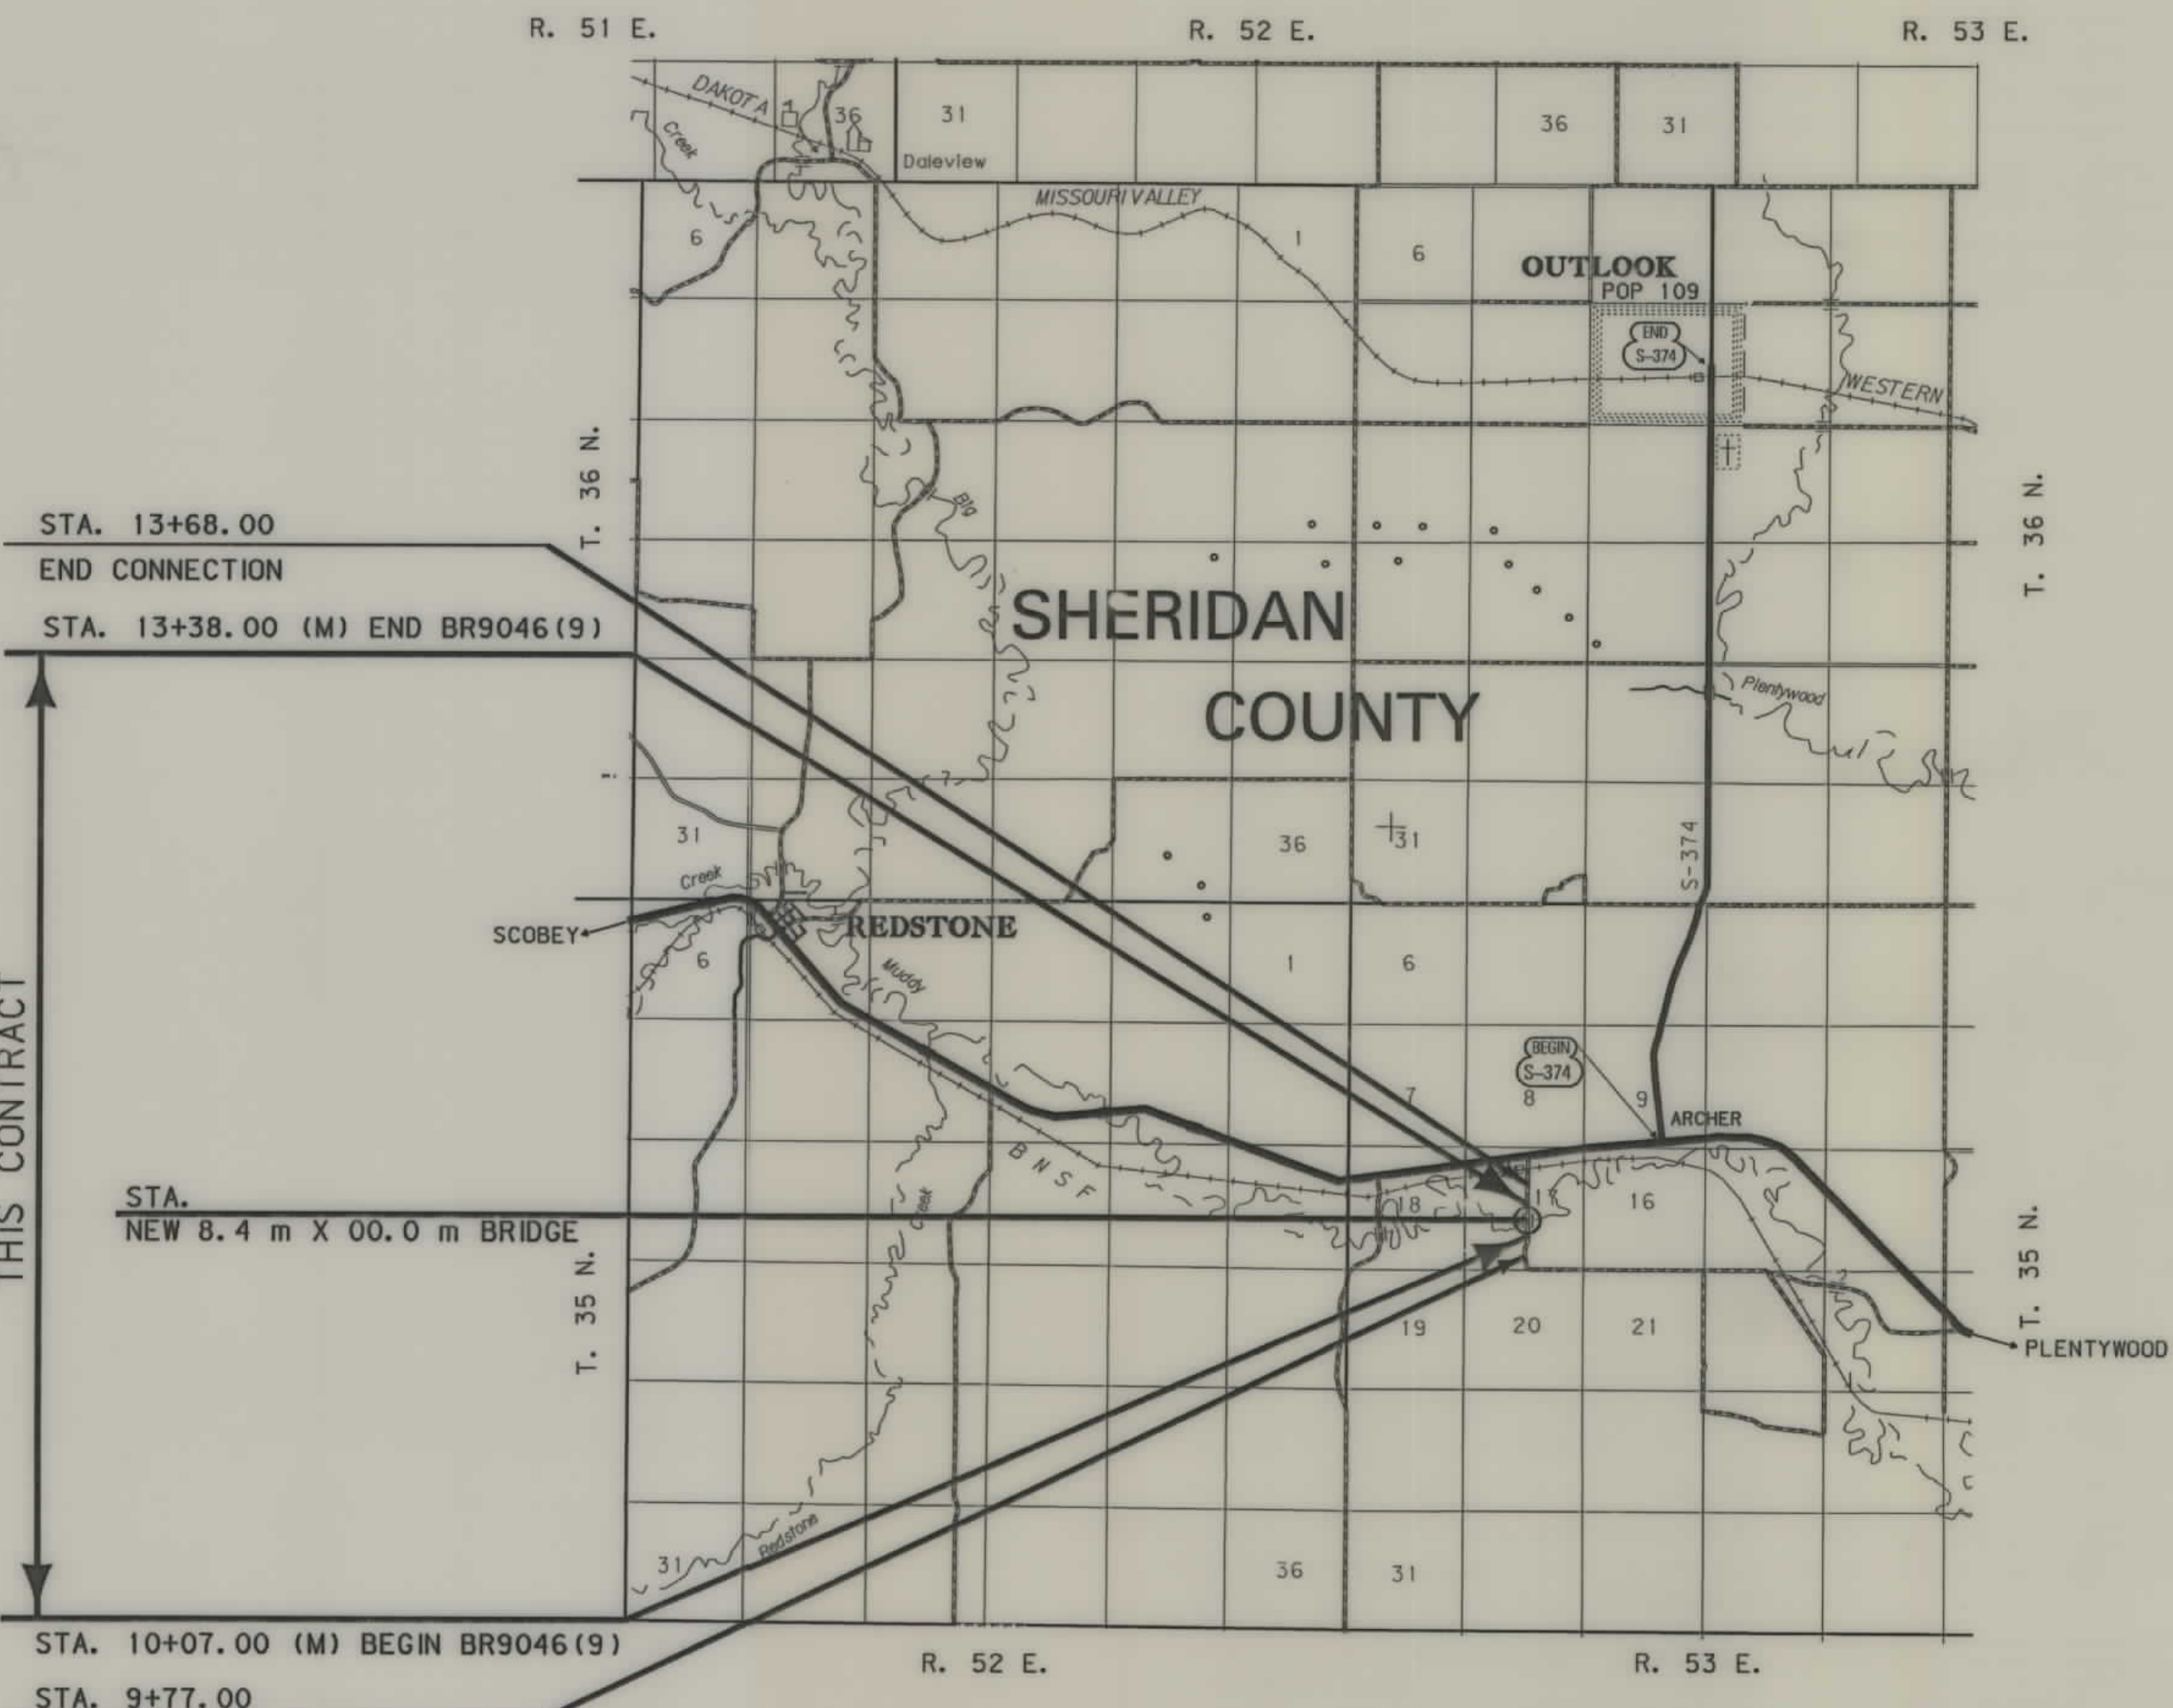 R. 51 E.
R. 52 E.
R. 53 E.
DAKOTA
36
31
36
31
Creek
Daleview
MISSOURI VALLEY
6
1
6
OUTLOOK
POP 109
END
S-374
WESTERN
T. 36 N.
T. 36 N.
Big
STA. 13+68.00
END CONNECTION
STA. 13+38.00 (M) END BR9046(9)
SHERIDAN
COUNTY
Plentywood
31
36
31
S-374
Creek
SCOBEY
REDSTONE
6
Muddy
1
6
THIS CONTRACT
BEGIN
S-374
7
8
9
ARCHER
BNSF
STA.
NEW 8.4 m X 00.0 m BRIDGE
Creek
18
17
16
T. 35 N.
T. 35 N.
19
20
21
PLENTYWOOD
Redstone
31
36
31
STA. 10+07.00 (M) BEGIN BR9046(9)
R. 52 E.
R. 53 E.
STA. 9+77.00